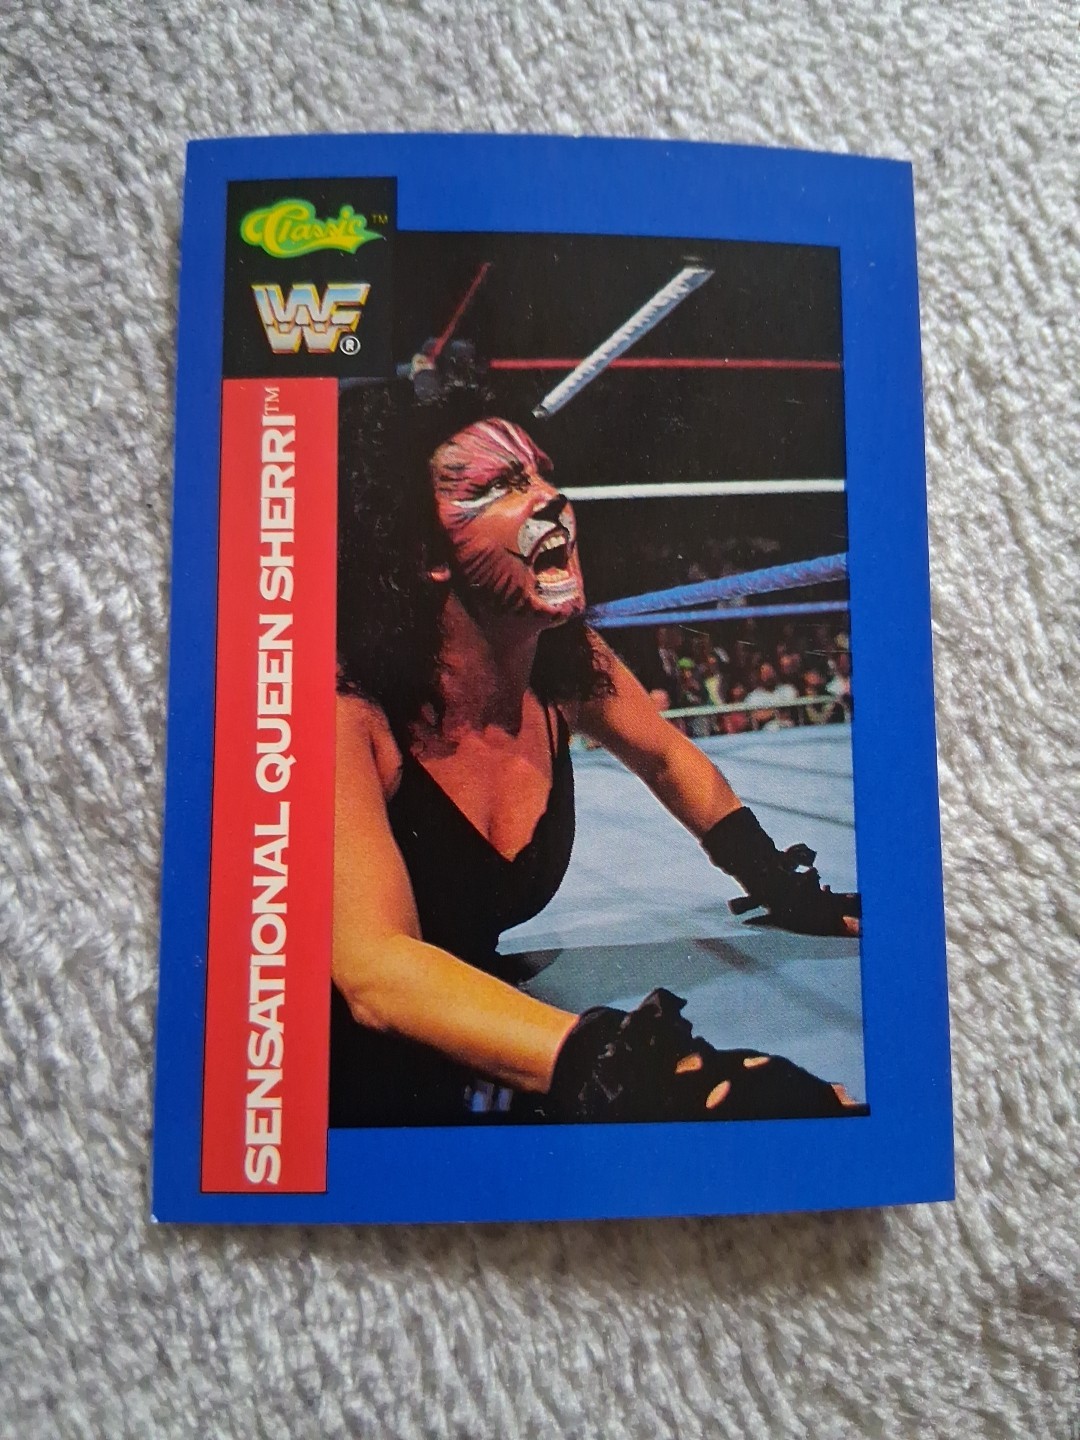 Classic™
WF®
SENSATIONAL QUEEN SHERRI™